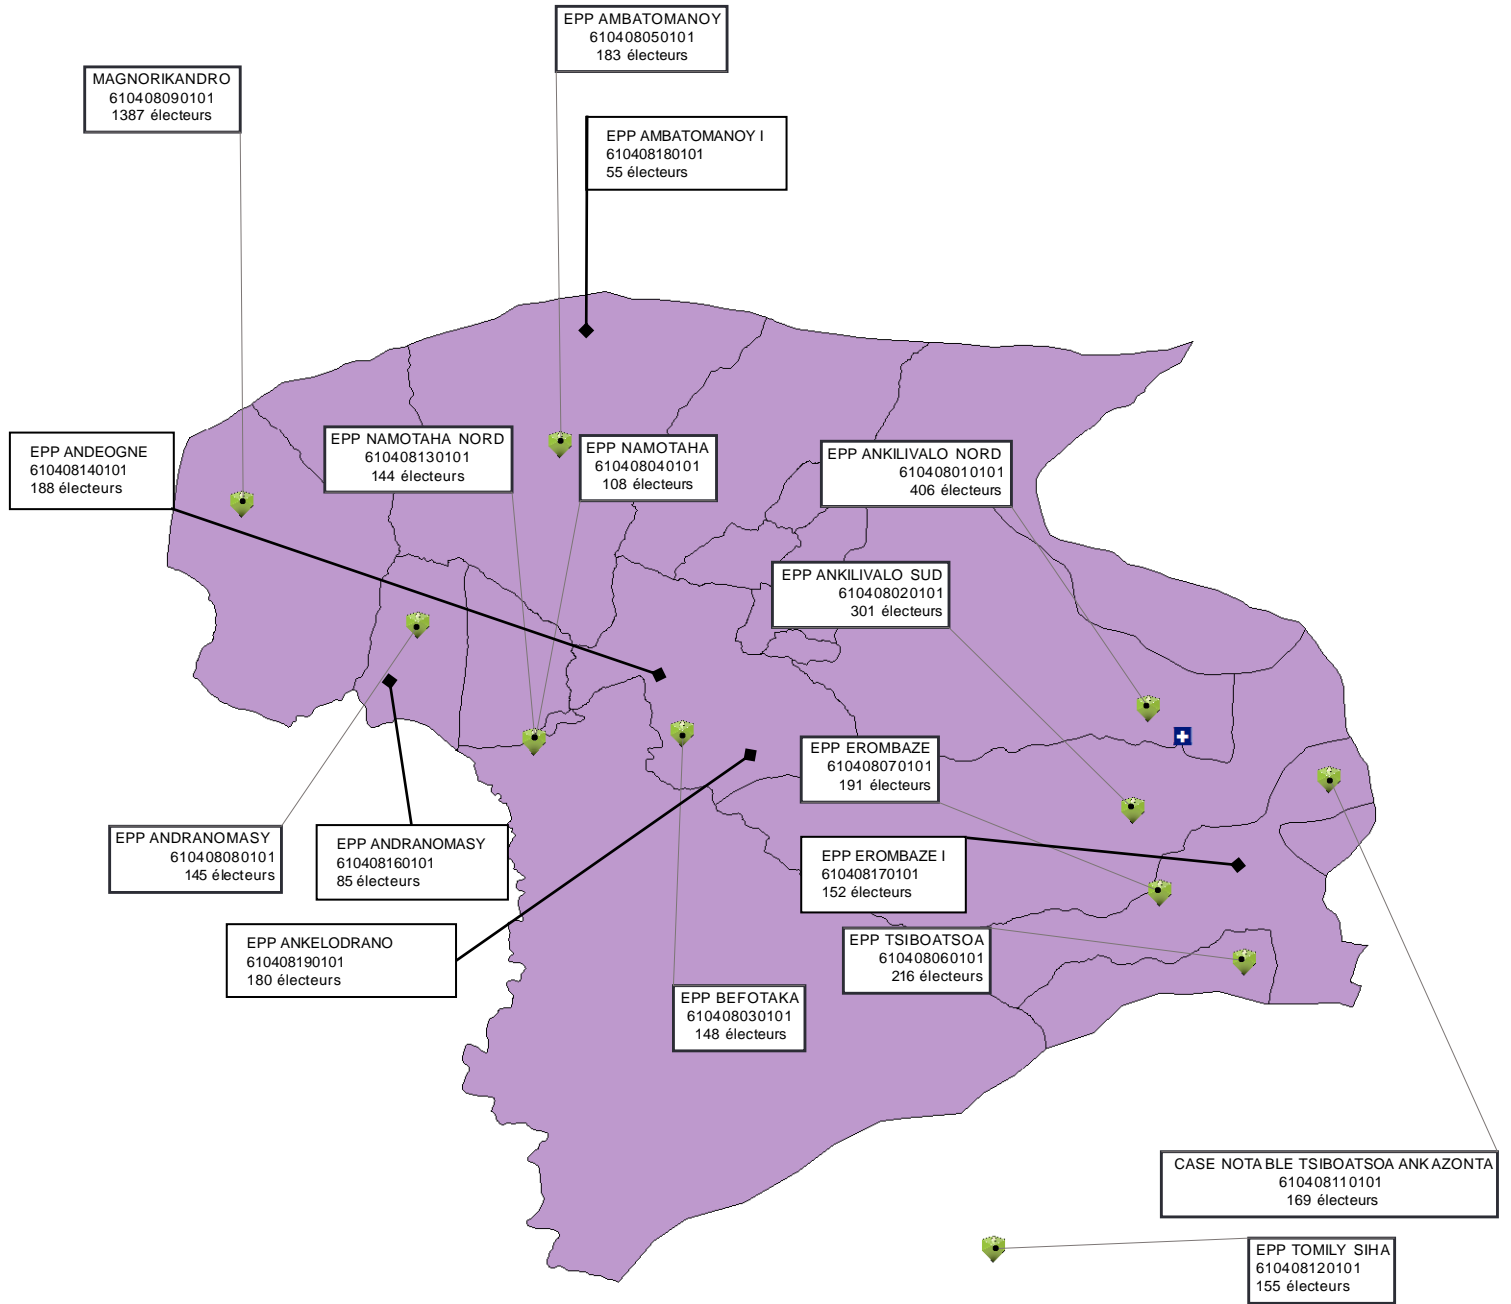 EPP AMBATOMANOY
610408050101
183 électeurs
MAGNORIKANDRO
610408090101
1387 électeurs
EPP AMBATOMANOY I
610408180101
55 électeurs
EPP ANDEOGNE
610408140101
188 électeurs
EPP NAMOTAHA NORD
610408130101
144 électeurs
EPP NAMOTAHA
610408040101
108 électeurs
EPP ANKILIVALO NORD
610408010101
406 électeurs
EPP ANKILIVALO SUD
610408020101
301 électeurs
EPP EROMBAZE
610408070101
191 électeurs
EPP ANDRANOMASY
610408080101
145 électeurs
EPP ANDRANOMASY
610408160101
85 électeurs
EPP EROMBAZE I
610408170101
152 électeurs
EPP ANKELODRANO
610408190101
180 électeurs
EPP TSIBOATSOA
610408060101
216 électeurs
EPP BEFOTAKA
610408030101
148 électeurs
CASE NOTABLE TSIBOATSOA ANKAZONTA
610408110101
169 électeurs
EPP TOMILY SIHA
610408120101
155 électeurs